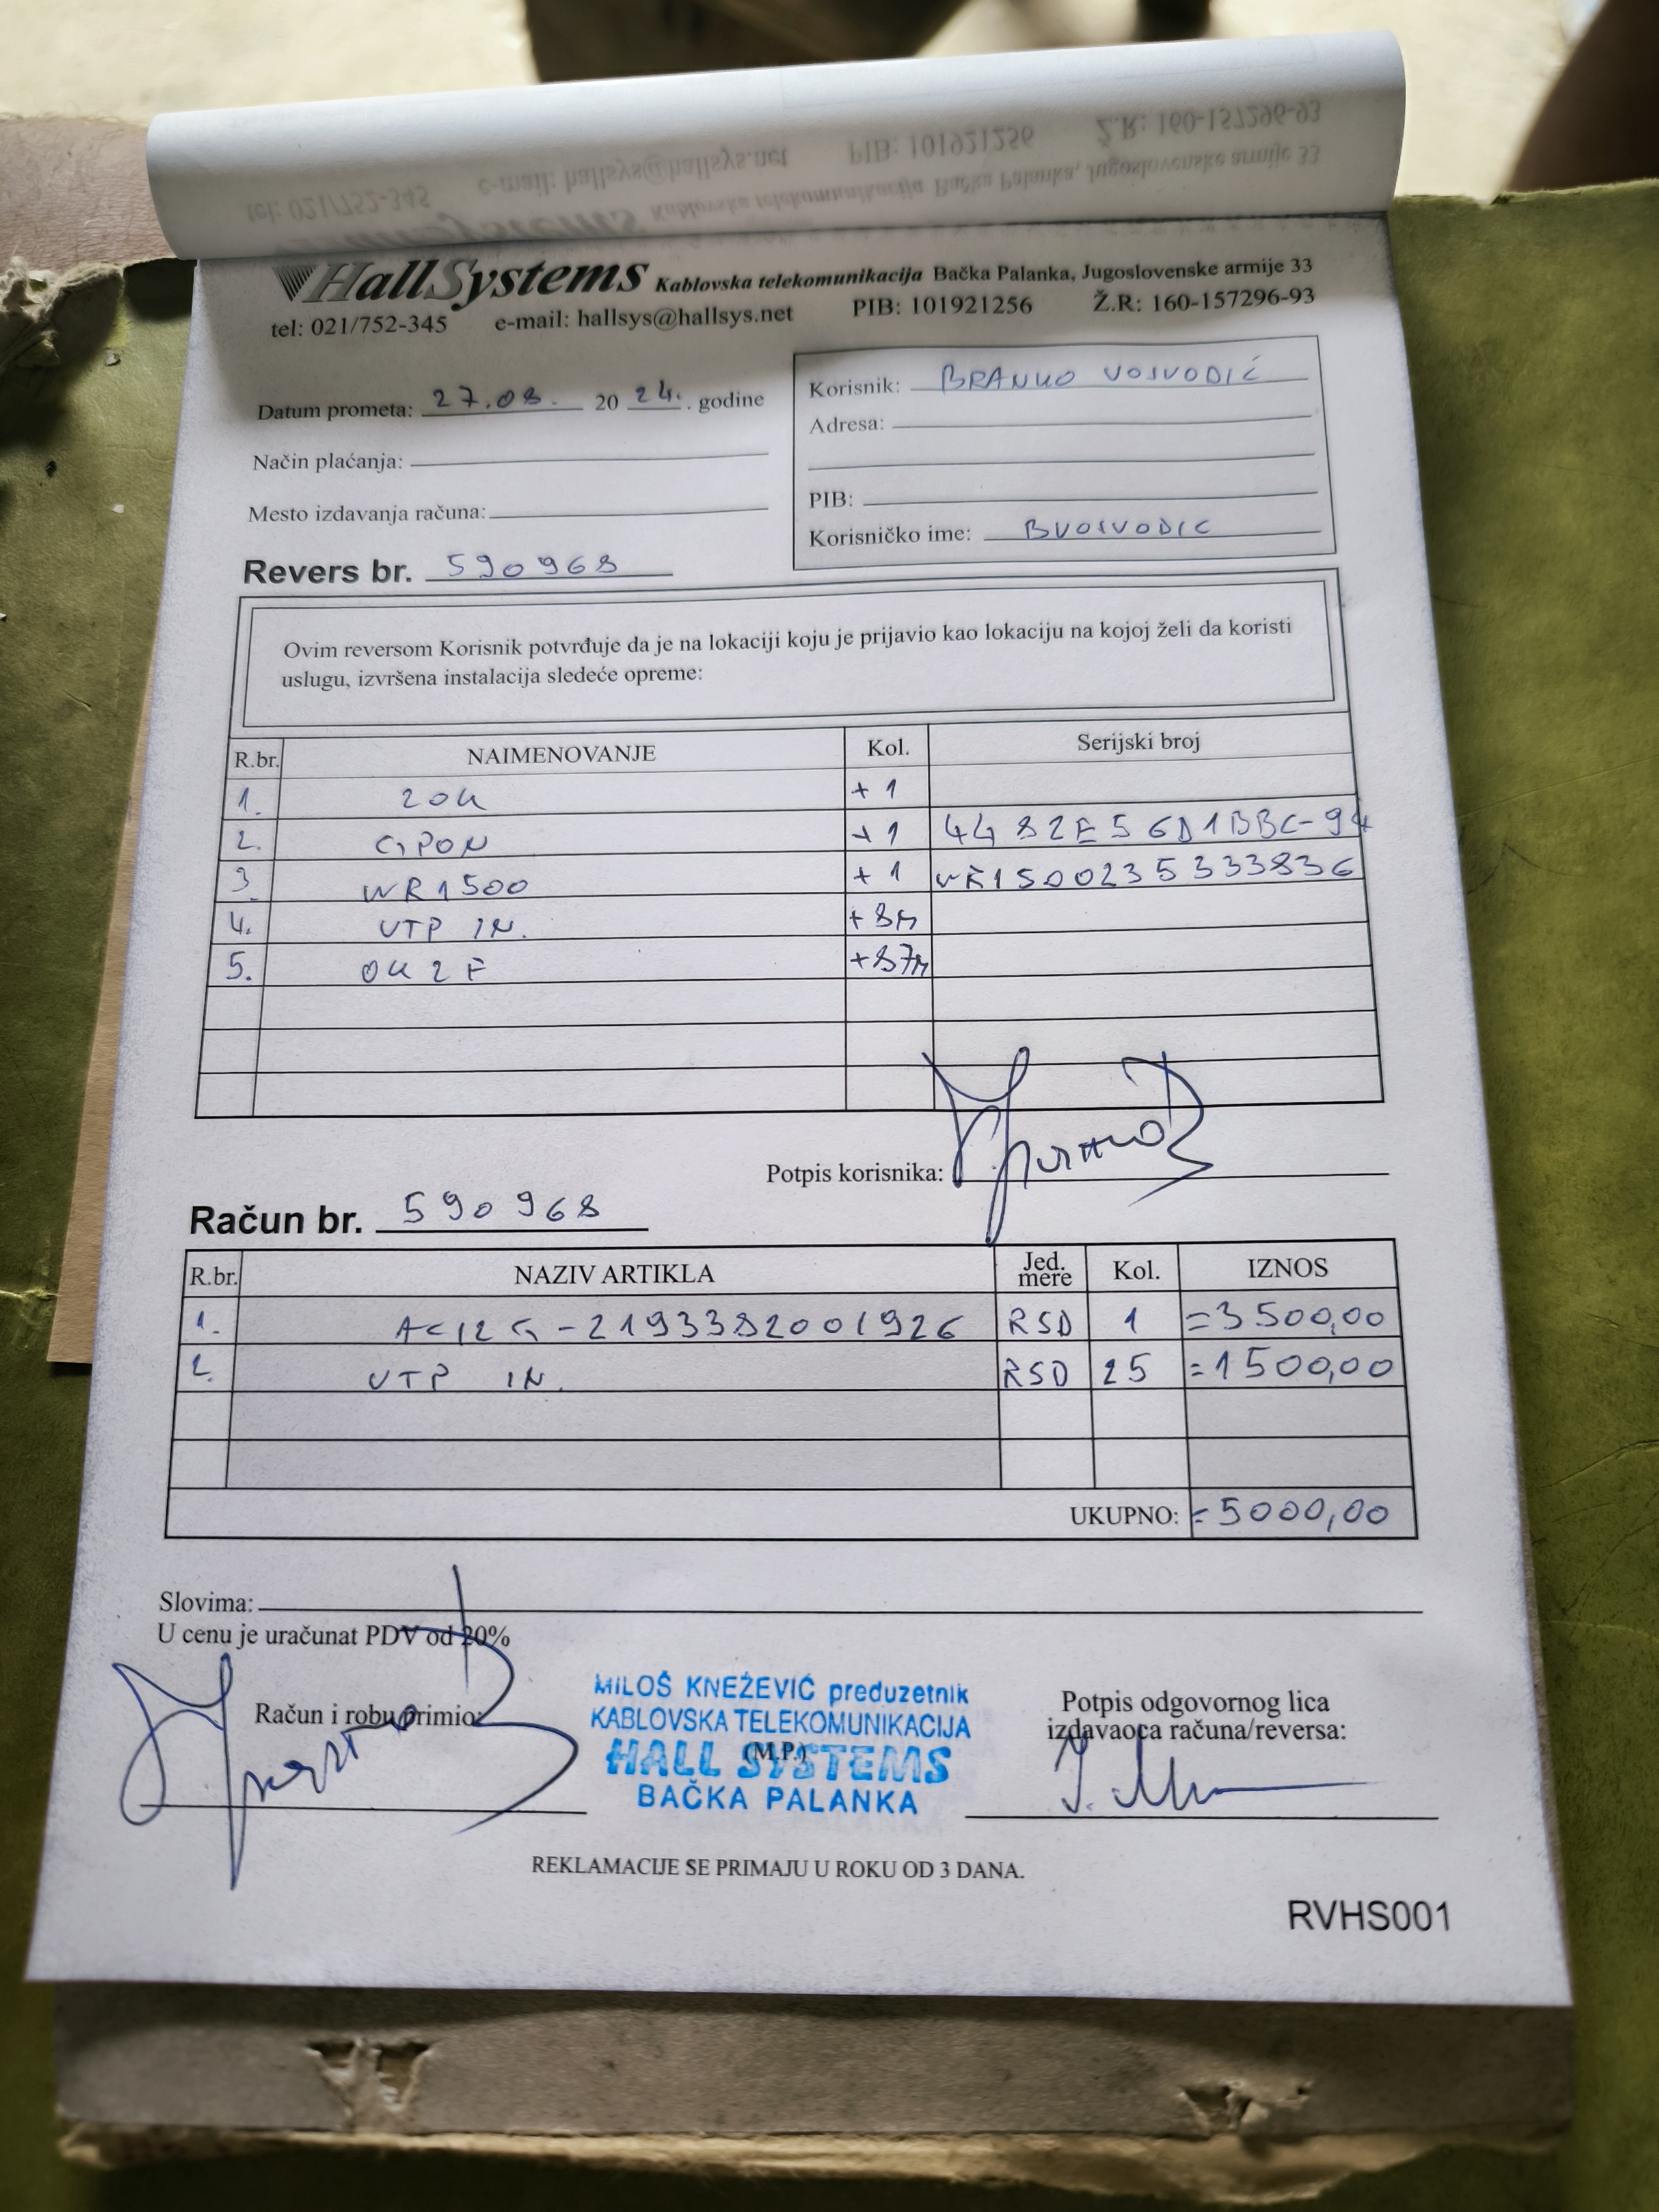 HallSystems Kablovska telekomunikacija Bačka Palanka, Jugoslovenske armije 33
tel: 021/752-345 e-mail: hallsys@hallsys.net PIB: 101921256 Ž.R: 160-157296-93
Datum prometa: 27.08. 20 24. godine
Način plaćanja:
Mesto izdavanja računa:
Korisnik: BRANKO VOJVODIĆ
Adresa:
PIB:
Korisničko ime: BVOJVODIC
Revers br. 590968
Ovim reversom Korisnik potvrđuje da je na lokaciji koju je prijavio kao lokaciju na kojoj želi da koristi
uslugu, izvršena instalacija sledeće opreme:
R.br. NAIMENOVANJE Kol. Serijski broj
1. ZOK +1
2. GPON +1 4482E56D1BBC-94
3. WR1500 +1 WR1500235333836
4. UTP IN. +8m
5. OK 2F +87m
Potpis korisnika:
Račun br. 590968
R.br. NAZIV ARTIKLA Jed. mere Kol. IZNOS
1. AC12G-2193382001926 RSD 1 =3500,00
2. UTP IN. RSD 25 =1500,00
UKUPNO: =5000,00
Slovima:
U cenu je uračunat PDV od 20%
Račun i robu primio:
MILOŠ KNEŽEVIĆ preduzetnik
KABLOVSKA TELEKOMUNIKACIJA
HALL SYSTEMS
(M.P.)
BAČKA PALANKA
Potpis odgovornog lica
izdavaoca računa/reversa:
REKLAMACIJE SE PRIMAJU U ROKU OD 3 DANA.
RVHS001